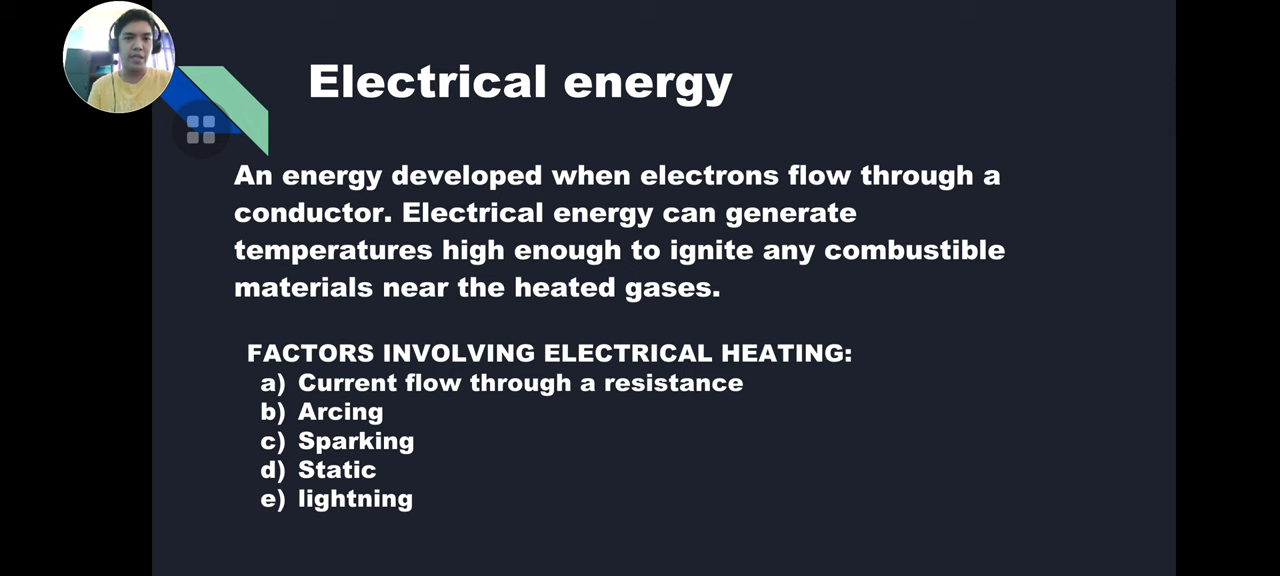 Electrical energy
An energy developed when electrons flow through a
conductor. Electrical energy can generate
temperatures high enough to ignite any combustible
materials near the heated gases.
FACTORS INVOLVING ELECTRICAL HEATING:
a) Current flow through a resistance
b) Arcing
c) Sparking
d) Static
e) lightning